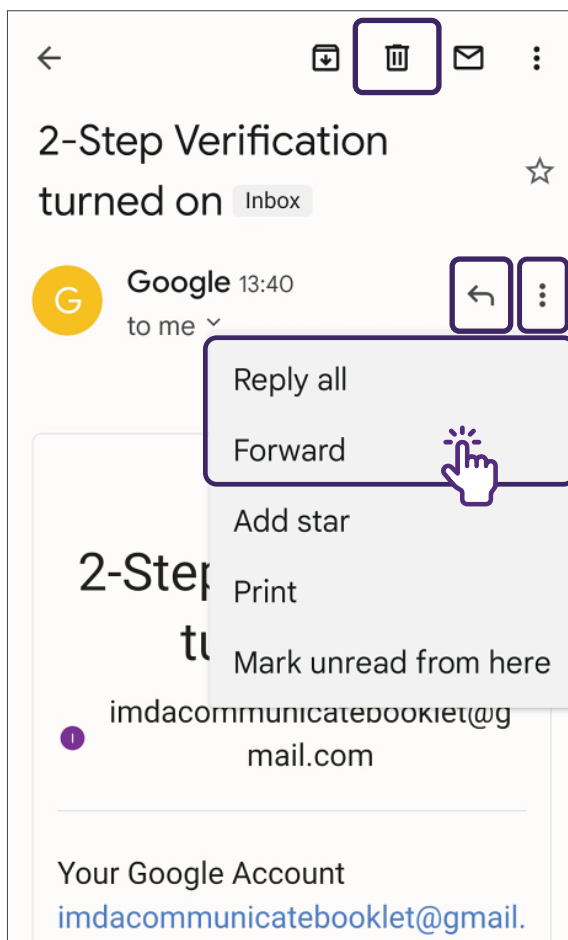 2-Step Verification
turned on Inbox
Google 13:40
G
to me
Reply all
Forward
Add star
2-Step
Print
Mark unread from here
imdacommunicatebooklet@g
I
mail.com
Your Google Account
imdacommunicatebooklet@gmail.